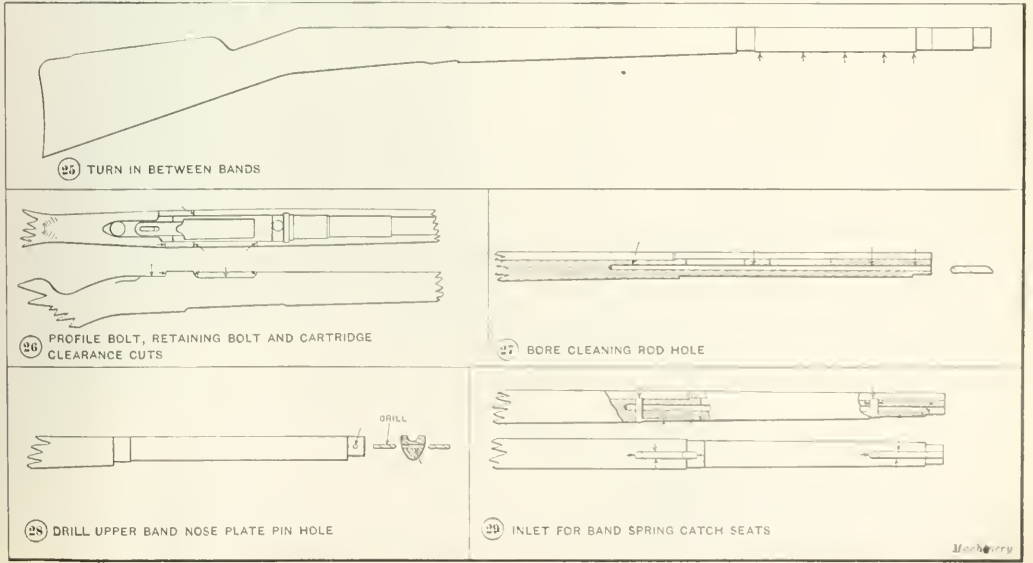 25 TURN IN BETWEEN BANDS
26 PROFILE BOLT, RETAINING BOLT AND CARTRIDGE
CLEARANCE CUTS
27 BORE CLEANING ROD HOLE
DRILL
28 DRILL UPPER BAND NOSE PLATE PIN HOLE
29 INLET FOR BAND SPRING CATCH SEATS
Machinery